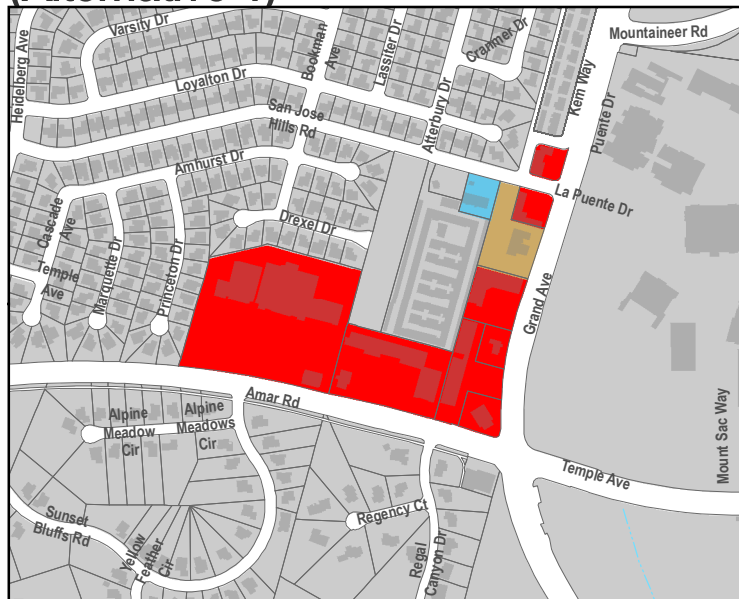 Varsity Dr
Mountaineer Rd
Heidelberg Ave
Bookman
Ave
Lassiter Dr
Cranmer Dr
Loyalton Dr
Kem Way
San Jose
Hills Rd
Atterbury Dr
Puente Dr
Amhurst Dr
La Puente Dr
Cascade
Ave
Drexel Dr
Marquette Dr
Princeton Dr
Temple
Ave
Grand Ave
Amar Rd
Mount Sac Way
Alpine
Meadow
Cir
Alpine
Meadows
Cir
Temple Ave
Sunset
Bluffs Rd
Regency Ct
Yellow
Feather
Cir
Regal
Canyon Dr